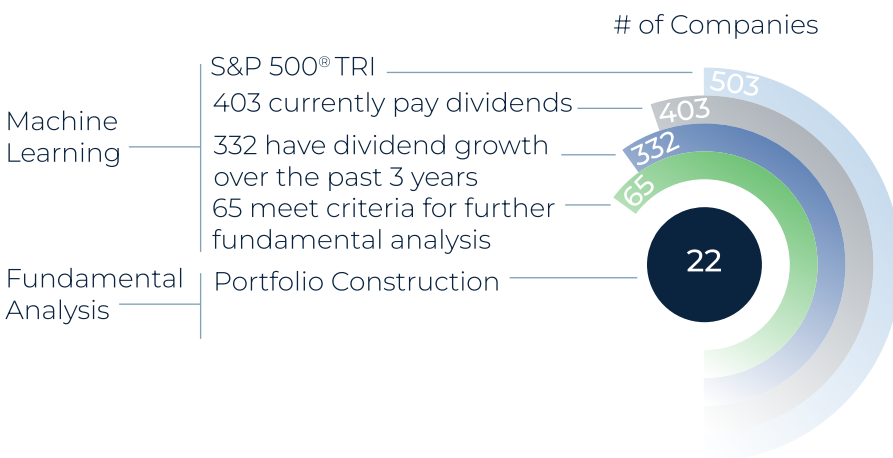 # of Companies
S&P 500® TRI
503
403 currently pay dividends
403
Machine
Learning
332 have dividend growth
over the past 3 years
332
65 meet criteria for further
fundamental analysis
65
Fundamental
Analysis
Portfolio Construction
22